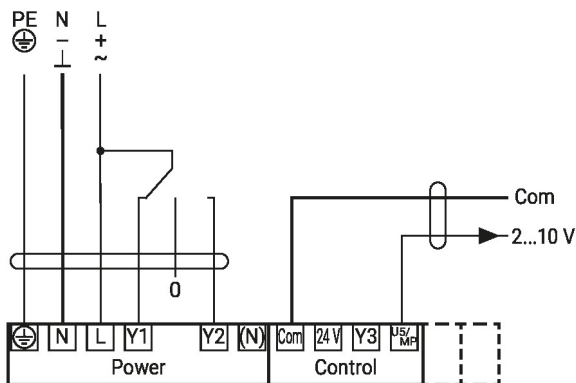 PE N L
– +
⊥ ~
Com
2...10 V
0
N L Y1 Y2 (N) Com 24 V Y3 U5/MP
Power Control